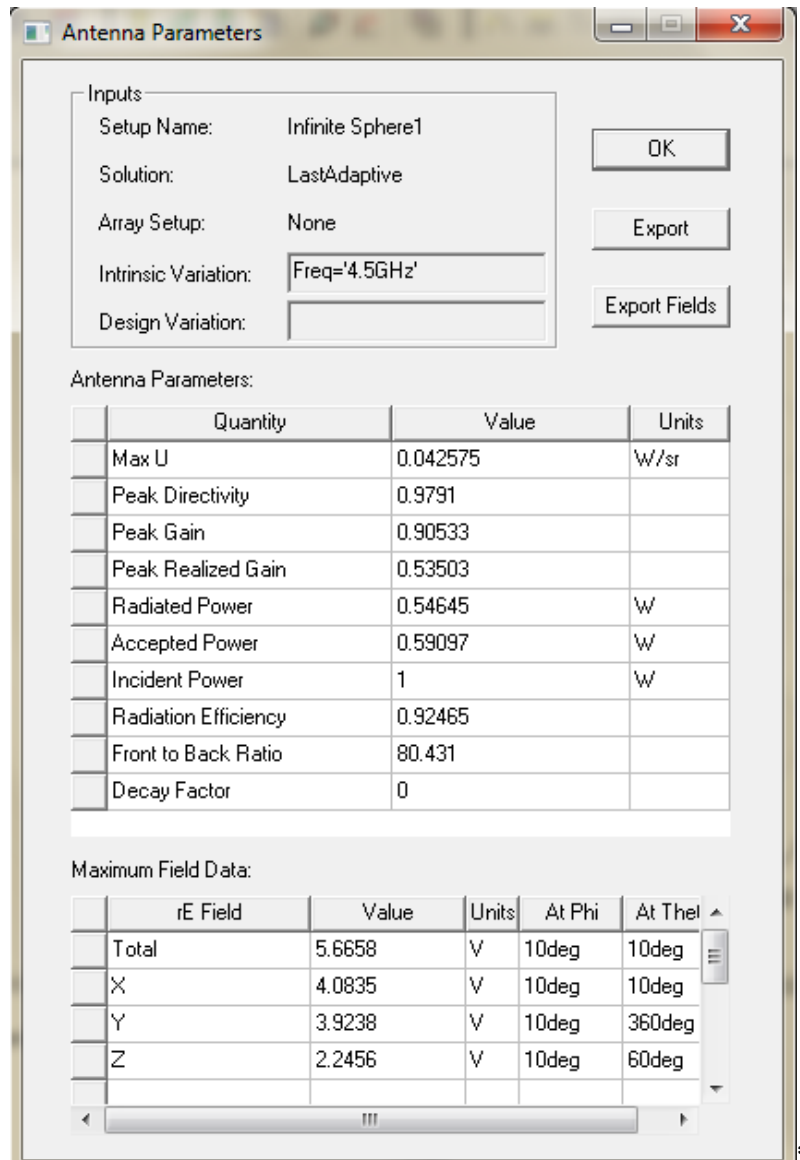 Antenna Parameters
Inputs
Setup Name: Infinite Sphere1
OK
Solution: LastAdaptive
Array Setup: None
Export
Intrinsic Variation: Freq='4.5GHz'
Export Fields
Design Variation:
Antenna Parameters:
Quantity Value Units
Max U 0.042575 W/sr
Peak Directivity 0.9791
Peak Gain 0.90533
Peak Realized Gain 0.53503
Radiated Power 0.54645 W
Accepted Power 0.59097 W
Incident Power 1 W
Radiation Efficiency 0.92465
Front to Back Ratio 80.431
Decay Factor 0
Maximum Field Data:
rE Field Value Units At Phi At Thet
Total 5.6658 V 10deg 10deg
X 4.0835 V 10deg 10deg
Y 3.9238 V 10deg 360deg
Z 2.2456 V 10deg 60deg